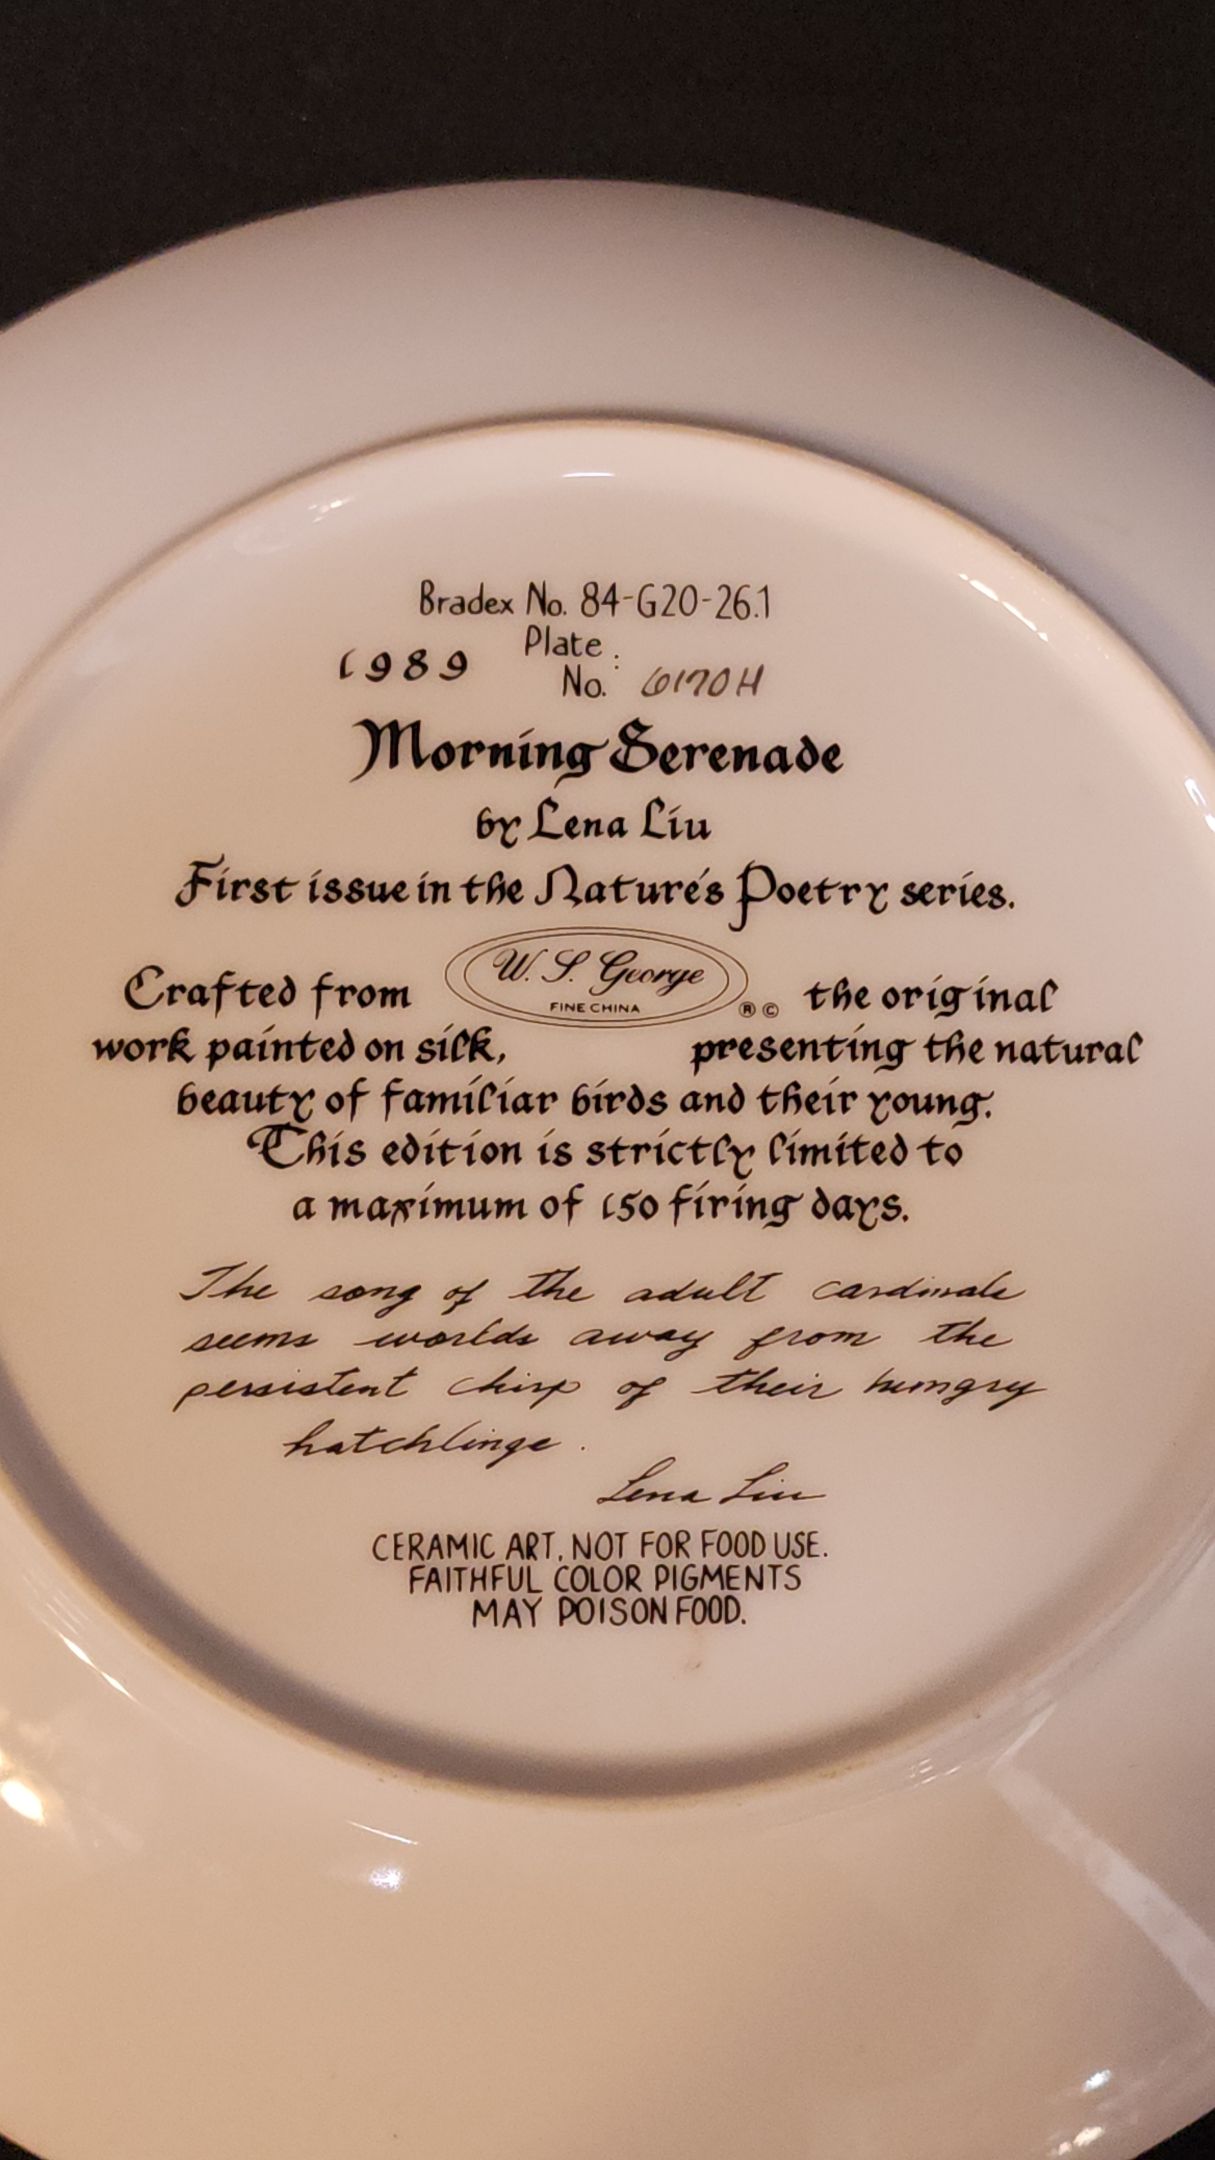 Bradex No. 84-G20-26.1
1989 Plate No.: 6170H
Morning Serenade
by Lena Liu
First issue in the Nature's Poetry series.
W. S. George
FINE CHINA
® ©
Crafted from the original
work painted on silk, presenting the natural
beauty of familiar birds and their young.
This edition is strictly limited to
a maximum of 150 firing days.
The song of the adult cardinals
seems worlds away from the
persistent chirp of their hungry
hatchlings.
Lena Liu
CERAMIC ART. NOT FOR FOOD USE.
FAITHFUL COLOR PIGMENTS
MAY POISON FOOD.